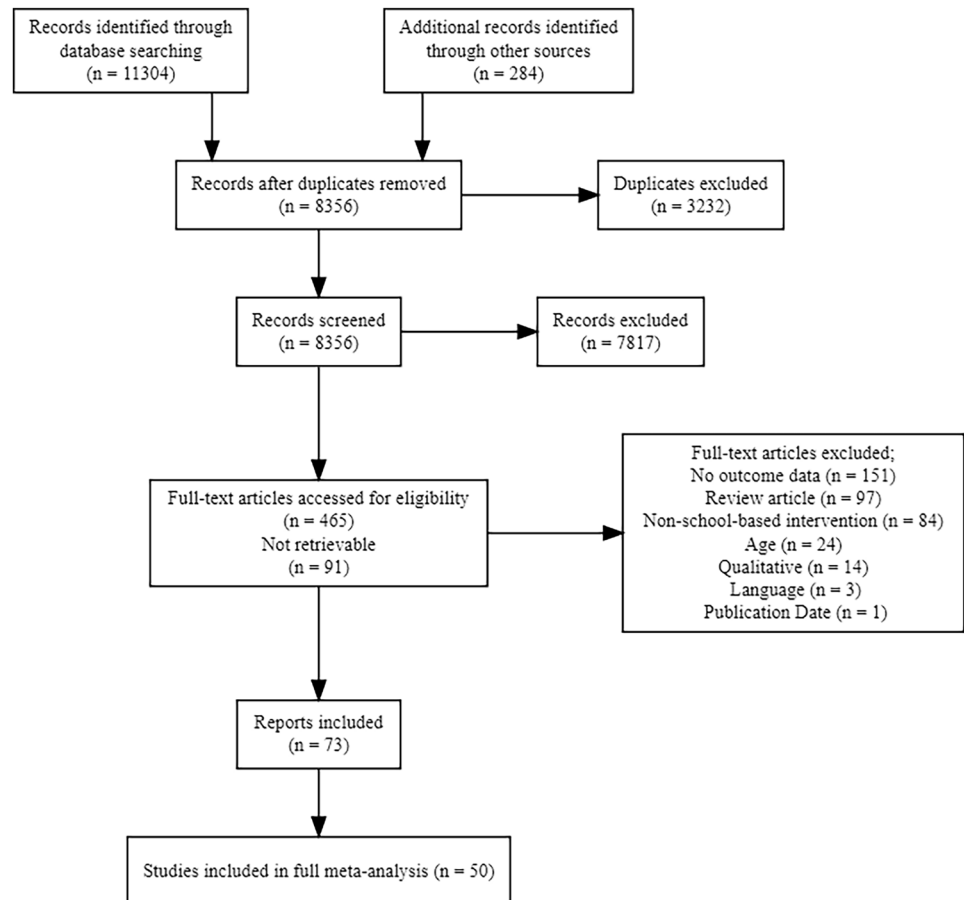 Records identified through
database searching
(n = 11304)
Additional records identified
through other sources
(n = 284)
Records after duplicates removed
(n = 8356)
Duplicates excluded
(n = 3232)
Records screened
(n = 8356)
Records excluded
(n = 7817)
Full-text articles accessed for eligibility
(n = 465)
Not retrievable
(n = 91)
Full-text articles excluded;
No outcome data (n = 151)
Review article (n = 97)
Non-school-based intervention (n = 84)
Age (n = 24)
Qualitative (n = 14)
Language (n = 3)
Publication Date (n = 1)
Reports included
(n = 73)
Studies included in full meta-analysis (n = 50)